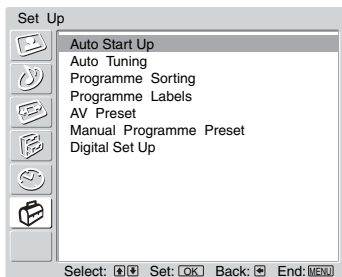 Set Up
Auto Start Up
Auto Tuning
Programme Sorting
Programme Labels
AV Preset
Manual Programme Preset
Digital Set Up
Select: Set: OK Back: End: MENU